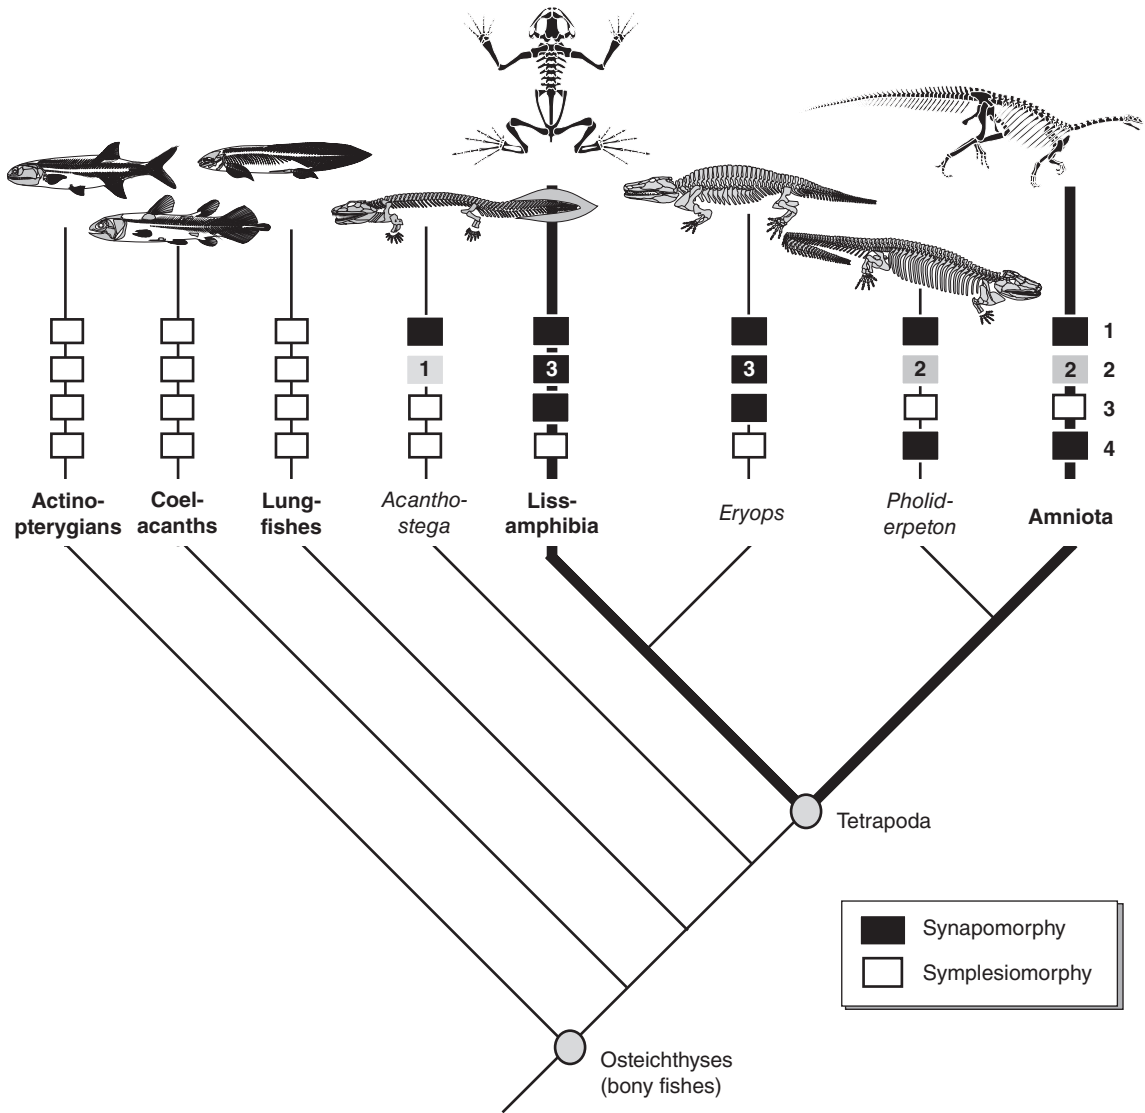 1
1 3 3 2 2 2
3
4
Actino-
pterygians
Coel-
acanths
Lung-
fishes
Acantho-
stega
Liss-
amphibia
Eryops
Pholid-
erpeton
Amniota
Tetrapoda
Synapomorphy
Symplesiomorphy
Osteichthyses
(bony fishes)